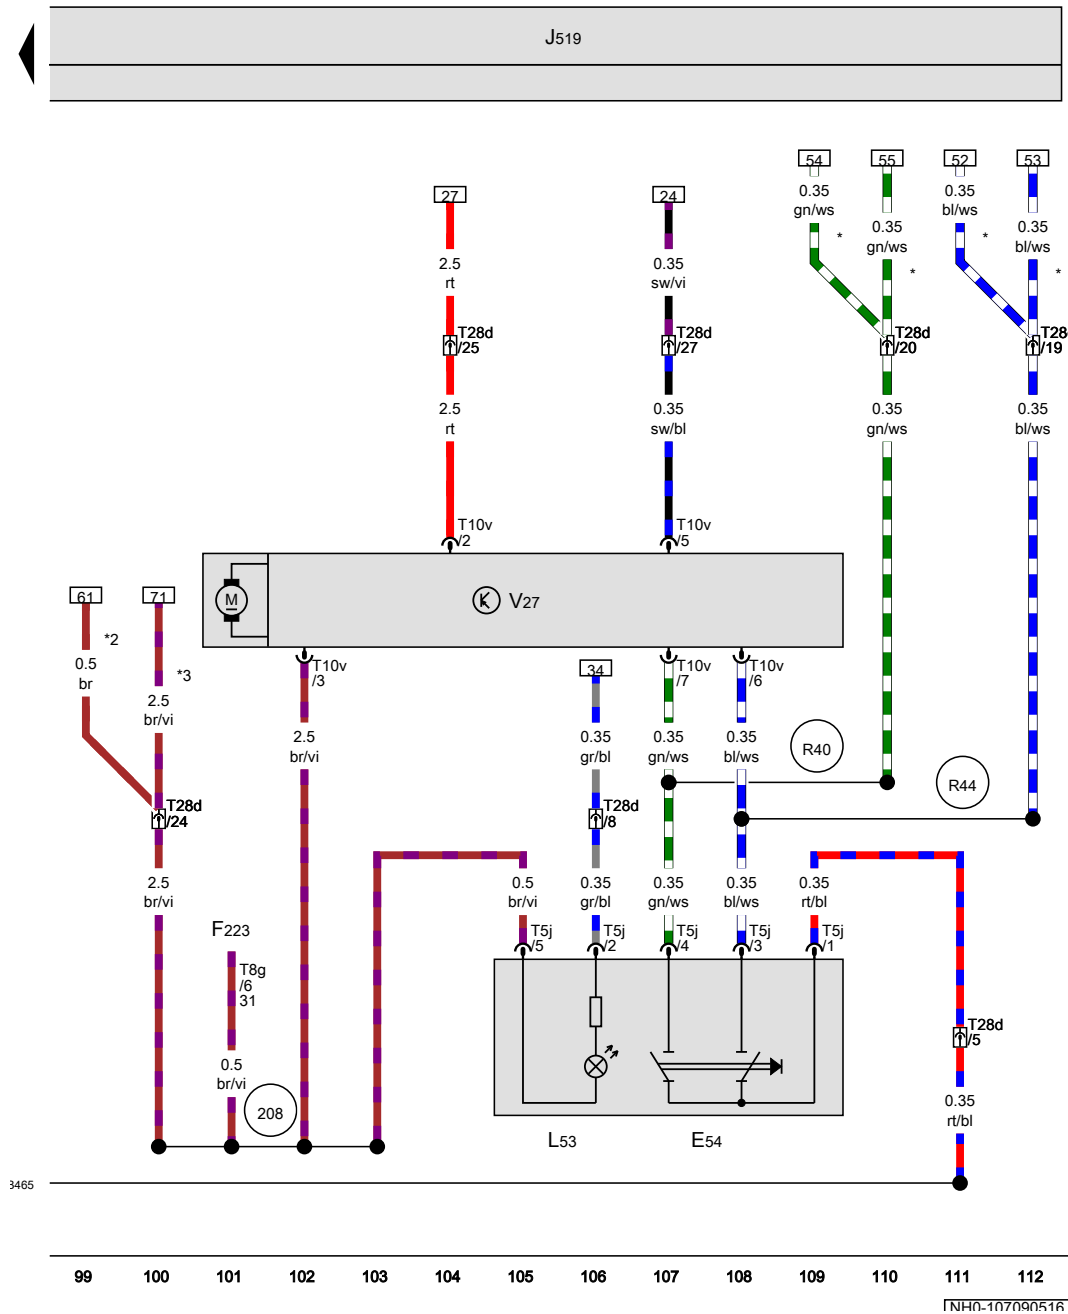 J519
54
55
52
53
0.35
gn/ws
0.35
bl/ws
27
24
*
*
0.35
gn/ws
0.35
bl/ws
*
*
2.5
rt
0.35
sw/vi
T28d
/25
T28d
/27
T28d
/20
T28
/19
2.5
rt
0.35
sw/bl
0.35
gn/ws
0.35
bl/ws
T10v
/2
T10v
/5
61
71
M
V27
*2
0.5
br
*3
2.5
br/vi
T10v
/3
34
T10v
/7
T10v
/6
2.5
br/vi
0.35
gr/bl
0.35
gn/ws
0.35
bl/ws
R40
R44
T28d
/24
T28d
/8
2.5
br/vi
0.5
br/vi
0.35
gr/bl
0.35
gn/ws
0.35
bl/ws
0.35
rt/bl
F223
T5j
/5
T5j
/2
T5j
/4
T5j
/3
T5j
/1
T8g
/6
31
T28d
/5
0.5
br/vi
208
0.35
rt/bl
L53
E54
3465
99 100 101 102 103 104 105 106 107 108 109 110 111 112
NH0-107090516